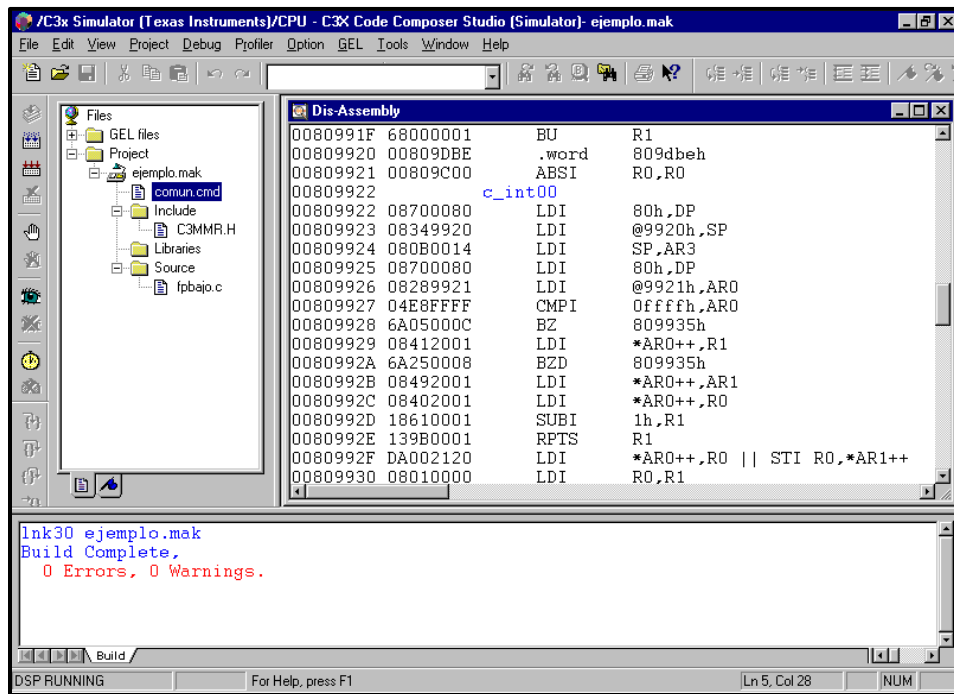 /C3x Simulator (Texas Instruments)/CPU - C3X Code Composer Studio (Simulator)- ejemplo.mak
File Edit View Project Debug Profiler Option GEL Tools Window Help
Files
GEL files
Project
ejemplo.mak
comun.cmd
Include
C3MMR.H
Libraries
Source
fpbajo.c
Dis-Assembly
0080991F 68000001 BU R1
00809920 00809DBE .word 809dbeh
00809921 00809C00 ABSI R0,R0
00809922 c_int00
00809922 08700080 LDI 80h,DP
00809923 08349920 LDI @9920h,SP
00809924 080B0014 LDI SP,AR3
00809925 08700080 LDI 80h,DP
00809926 08289921 LDI @9921h,AR0
00809927 04E8FFFF CMPI 0ffffh,AR0
00809928 6A05000C BZ 809935h
00809929 08412001 LDI *AR0++,R1
0080992A 6A250008 BZD 809935h
0080992B 08492001 LDI *AR0++,AR1
0080992C 08402001 LDI *AR0++,R0
0080992D 18610001 SUBI 1h,R1
0080992E 139B0001 RPTS R1
0080992F DA002120 LDI *AR0++,R0 || STI R0,*AR1++
00809930 08010000 LDI R0,R1
lnk30 ejemplo.mak
Build Complete,
0 Errors, 0 Warnings.
Build
DSP RUNNING For Help, press F1 Ln 5, Col 28 NUM